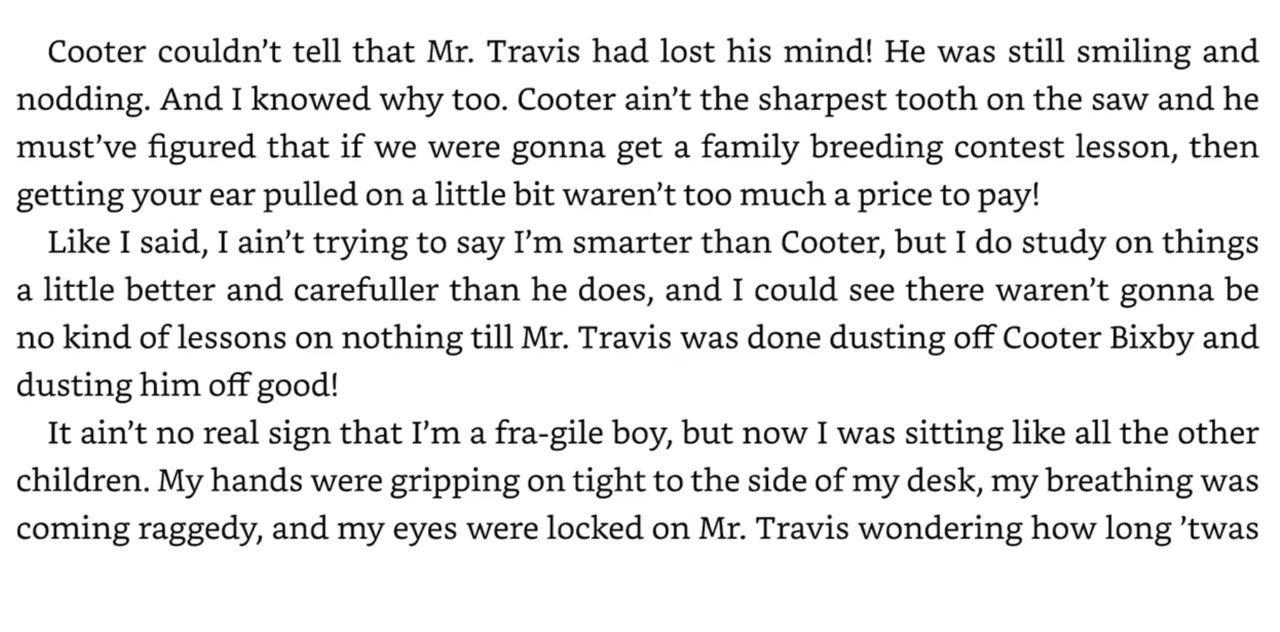 Cooter couldn’t tell that Mr. Travis had lost his mind! He was still smiling and
nodding. And I knowed why too. Cooter ain’t the sharpest tooth on the saw and he
must’ve figured that if we were gonna get a family breeding contest lesson, then
getting your ear pulled on a little bit waren’t too much a price to pay!
Like I said, I ain’t trying to say I’m smarter than Cooter, but I do study on things
a little better and carefuller than he does, and I could see there waren’t gonna be
no kind of lessons on nothing till Mr. Travis was done dusting off Cooter Bixby and
dusting him off good!
It ain’t no real sign that I’m a fra-gile boy, but now I was sitting like all the other
children. My hands were gripping on tight to the side of my desk, my breathing was
coming raggedy, and my eyes were locked on Mr. Travis wondering how long ’twas